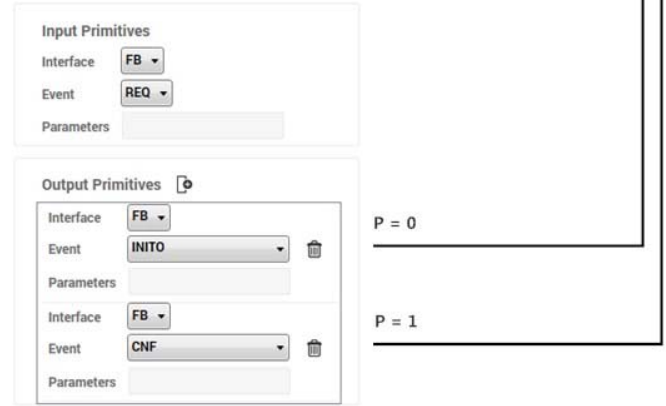 Input Primitives
Interface FB
Event REQ
Parameters
Output Primitives
Interface FB
P = 0
Event INITO
Parameters
Interface FB
P = 1
Event CNF
Parameters